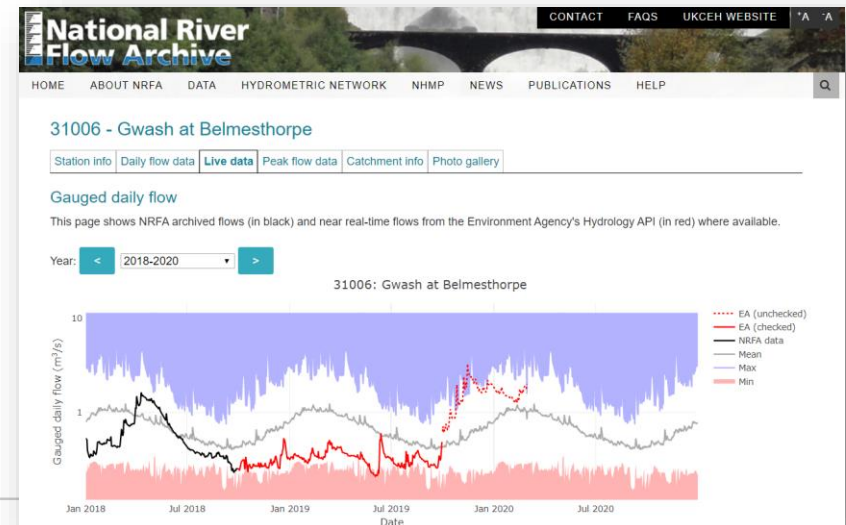 CONTACT FAQS UKCEH WEBSITE +A -A
National River
Flow Archive
HOME ABOUT NRFA DATA HYDROMETRIC NETWORK NHMP NEWS PUBLICATIONS HELP
31006 - Gwash at Belmesthorpe
Station info Daily flow data Live data Peak flow data Catchment info Photo gallery
Gauged daily flow
This page shows NRFA archived flows (in black) and near real-time flows from the Environment Agency's Hydrology API (in red) where available.
Year: < 2018-2020 >
31006: Gwash at Belmesthorpe
EA (unchecked)
EA (checked)
NRFA data
Mean
Max
Min
Gauged daily flow (m³/s)
10
1
Jan 2018 Jul 2018 Jan 2019 Jul 2019 Jan 2020 Jul 2020
Date